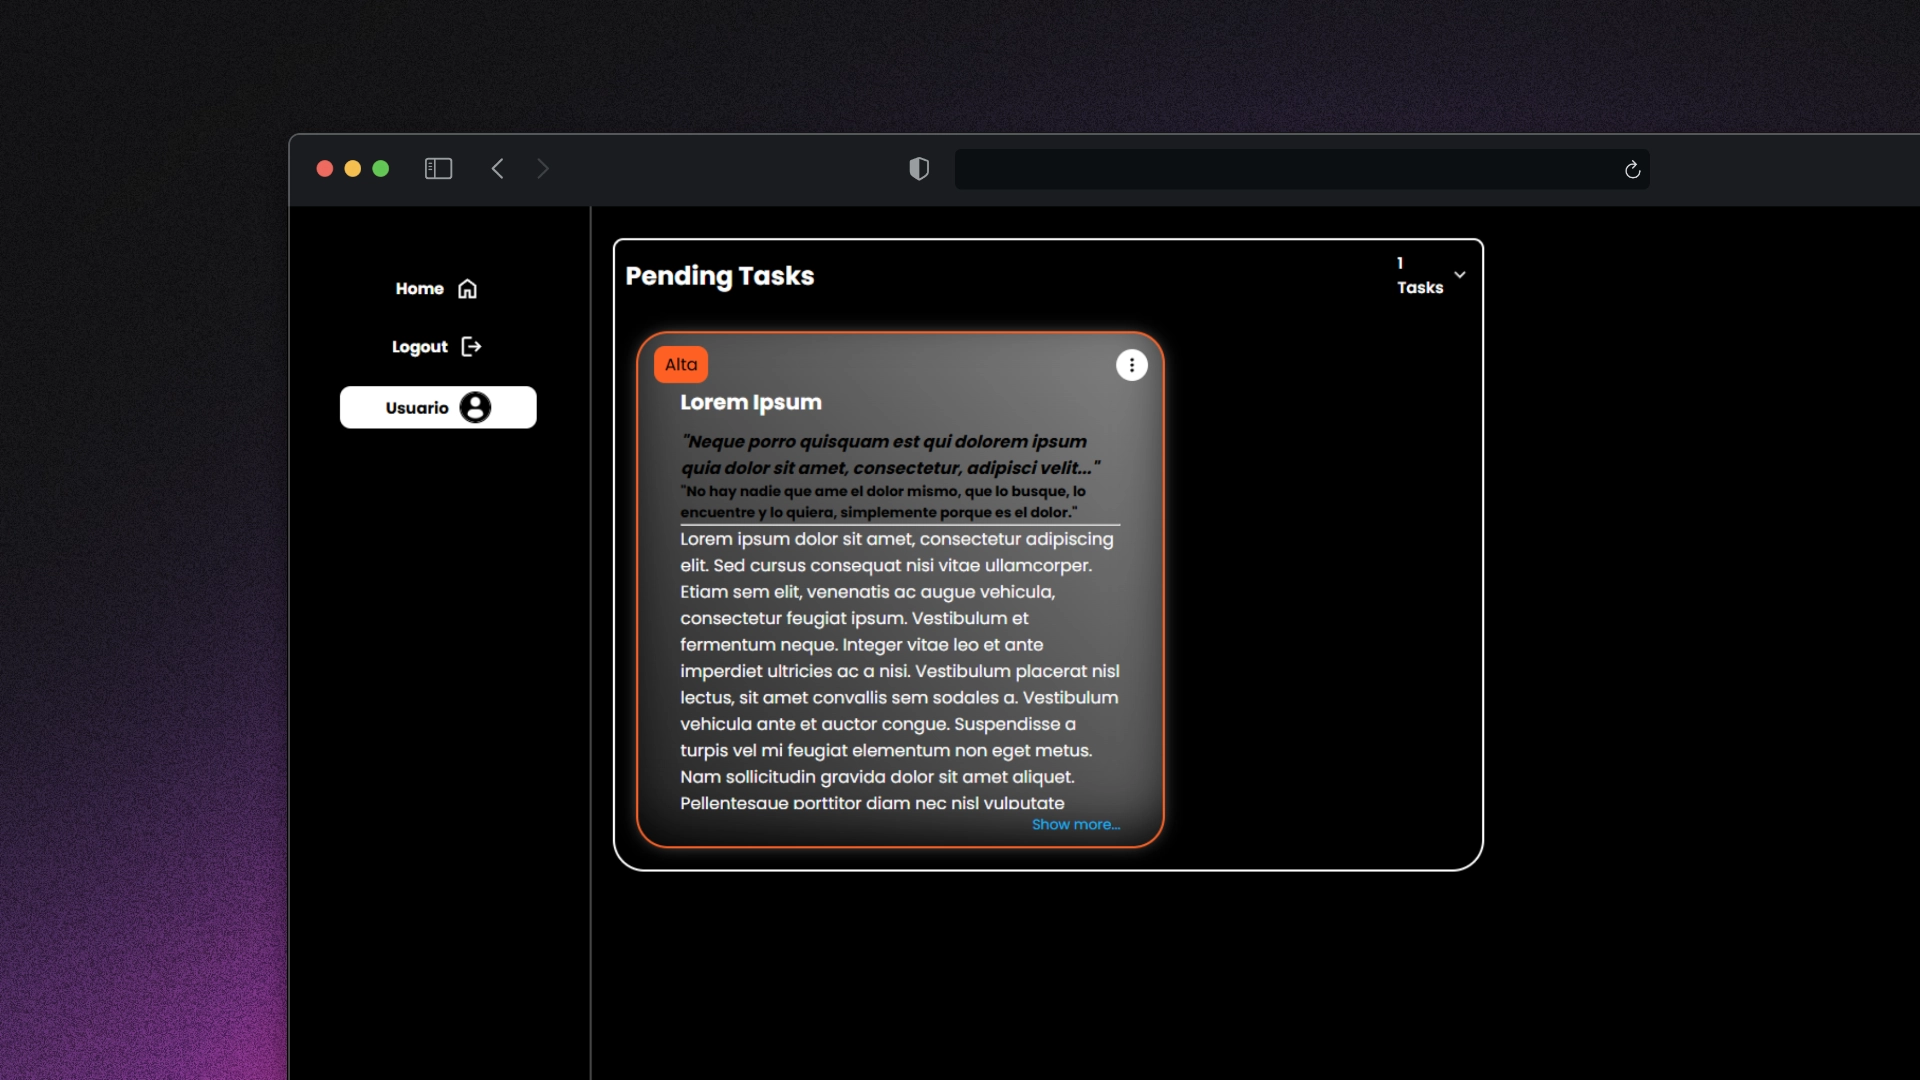 Home
Logout
Usuario
Pending Tasks
1
Tasks
Alta
Lorem Ipsum
"Neque porro quisquam est qui dolorem ipsum
quia dolor sit amet, consectetur, adipisci velit..."
"No hay nadie que ame el dolor mismo, que lo busque, lo
encuentre y lo quiera, simplemente porque es el dolor."
Lorem ipsum dolor sit amet, consectetur adipiscing
elit. Sed cursus consequat nisi vitae ullamcorper.
Etiam sem elit, venenatis ac augue vehicula,
consectetur feugiat ipsum. Vestibulum et
fermentum neque. Integer vitae leo et ante
imperdiet ultricies ac a nisi. Vestibulum placerat nisl
lectus, sit amet convallis sem sodales a. Vestibulum
vehicula ante et auctor congue. Suspendisse a
turpis vel mi feugiat elementum non eget metus.
Nam sollicitudin gravida dolor sit amet aliquet.
Pellentesque porttitor diam nec nisl vulputate
Show more...